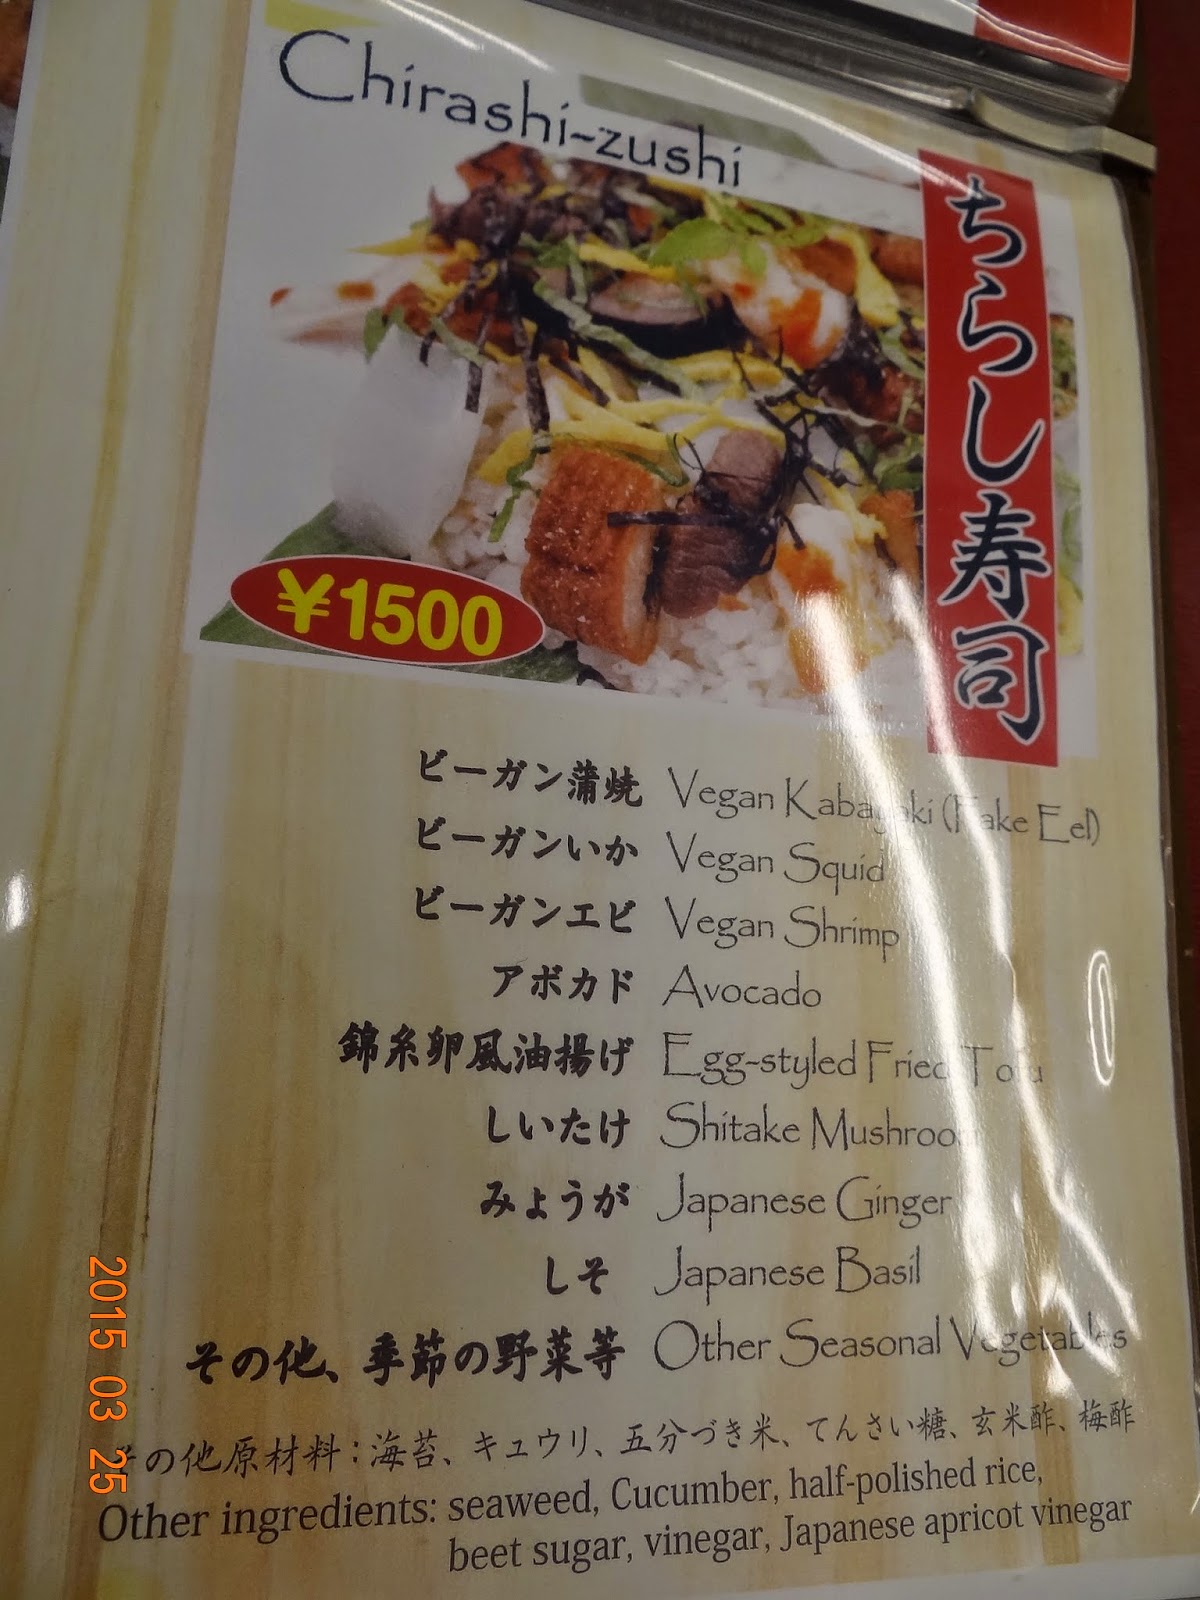 Chirashi-zushi
ちらし寿司
¥1500
ビーガン蒲焼 Vegan Kabayaki (Fake Eel)
ビーガンいか Vegan Squid
ビーガンエビ Vegan Shrimp
アボカド Avocado
錦糸卵風油揚げ Egg-styled Fried Tofu
しいたけ Shitake Mushroom
みょうが Japanese Ginger
しそ Japanese Basil
その他、季節の野菜等 Other Seasonal Vegetables
その他原材料：海苔、キュウリ、五分づき米、てんさい糖、玄米酢、梅酢
Other ingredients: seaweed, Cucumber, half-polished rice,
beet sugar, vinegar, Japanese apricot vinegar
2015 03 25